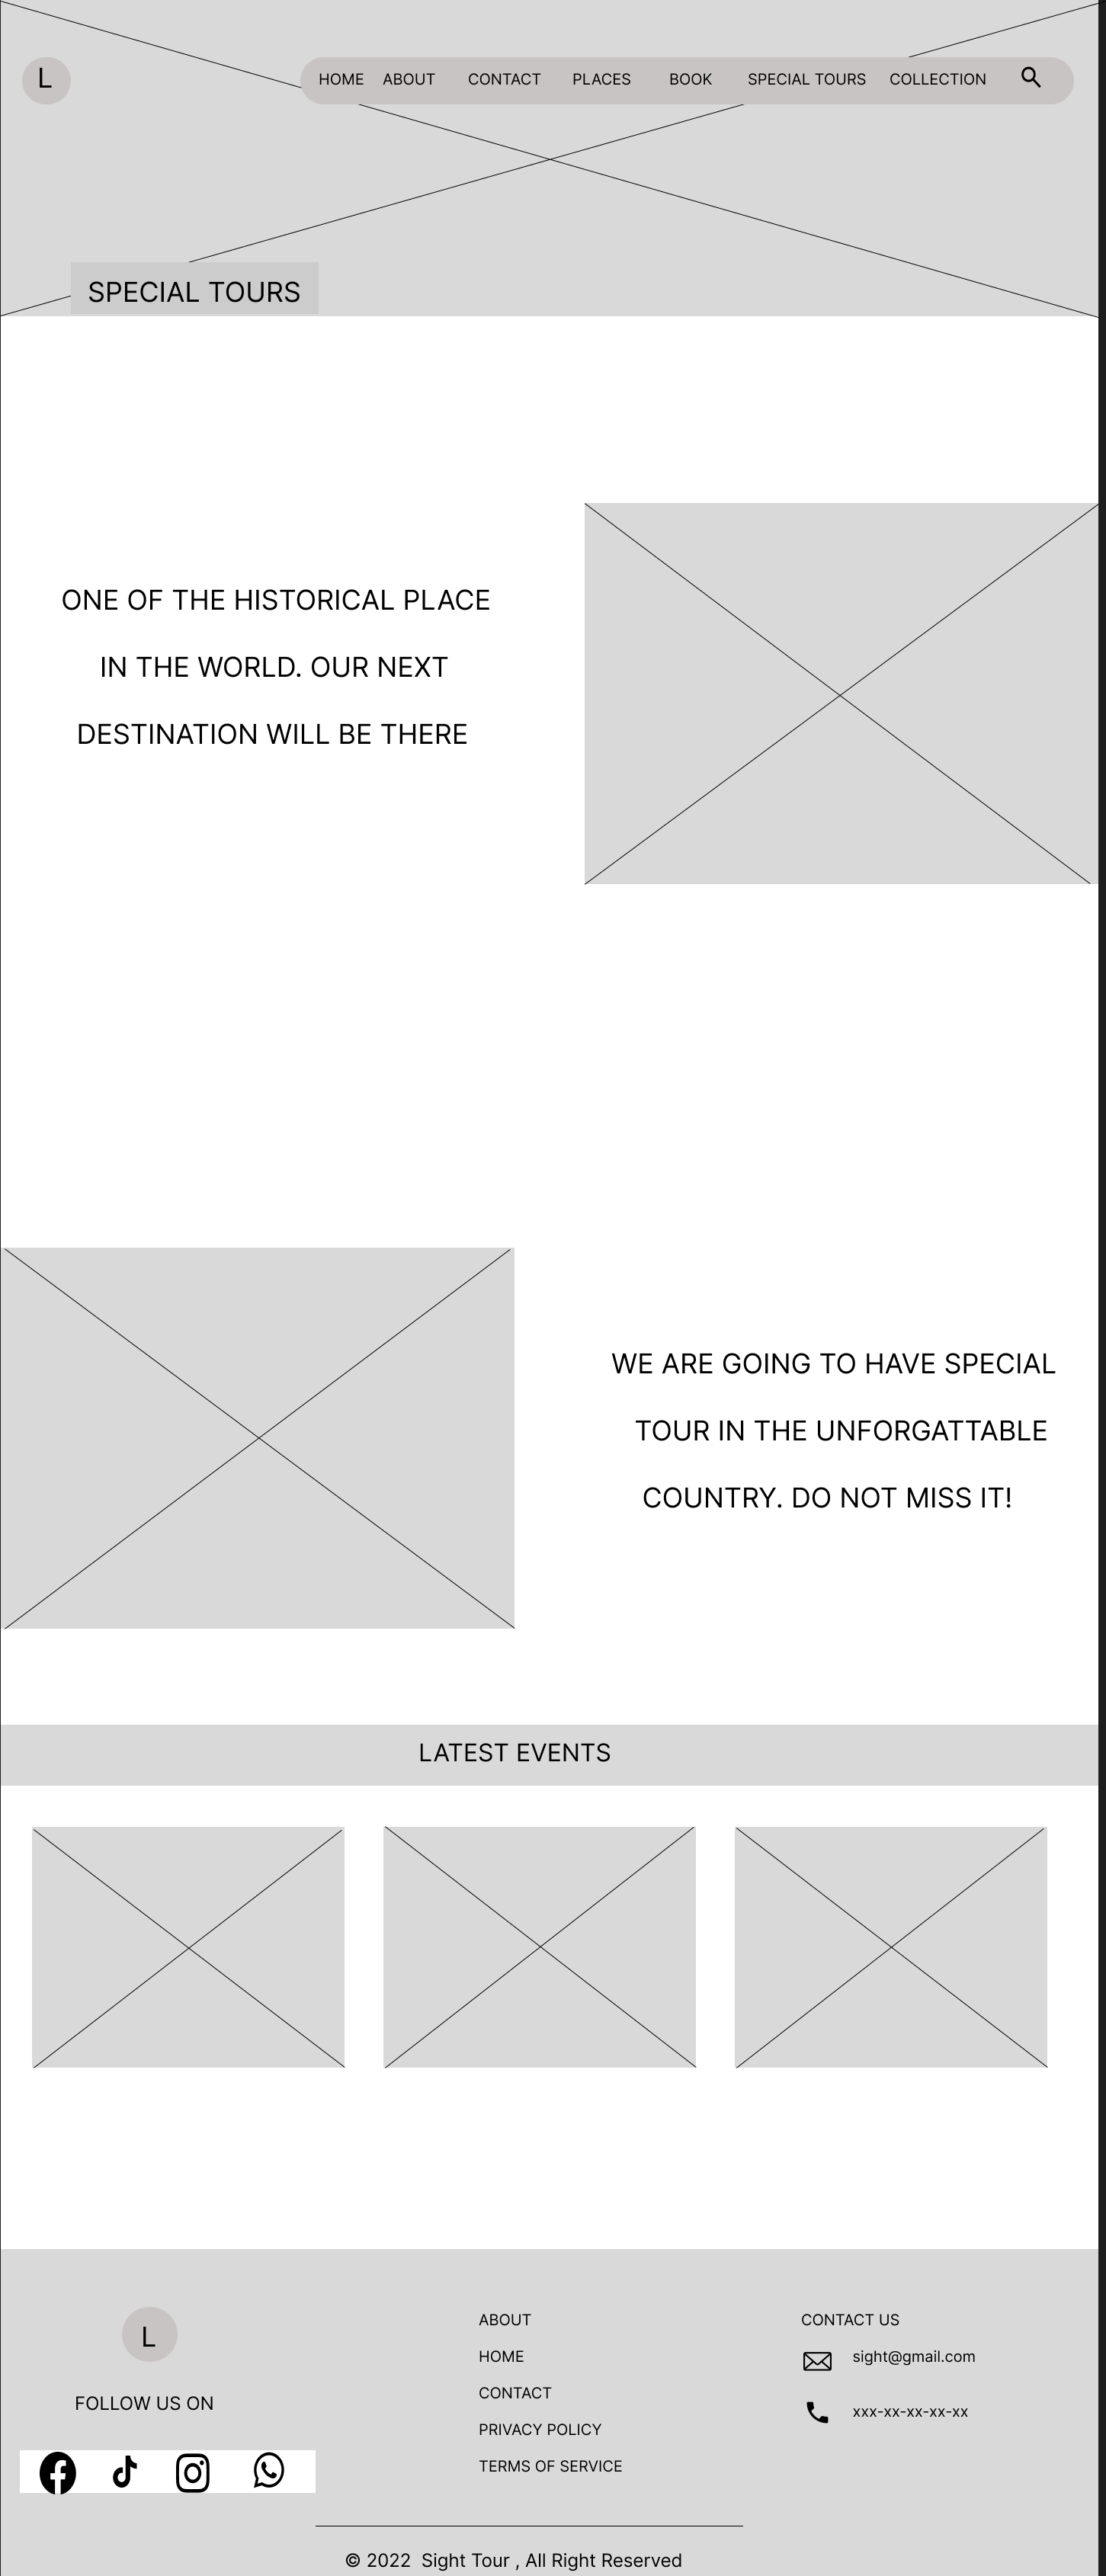 L
HOME ABOUT CONTACT PLACES BOOK SPECIAL TOURS COLLECTION
SPECIAL TOURS
ONE OF THE HISTORICAL PLACE
IN THE WORLD. OUR NEXT
DESTINATION WILL BE THERE
WE ARE GOING TO HAVE SPECIAL
TOUR IN THE UNFORGATTABLE
COUNTRY. DO NOT MISS IT!
LATEST EVENTS
L
FOLLOW US ON
ABOUT
HOME
CONTACT
PRIVACY POLICY
TERMS OF SERVICE
CONTACT US
sight@gmail.com
xxx-xx-xx-xx-xx
© 2022 Sight Tour , All Right Reserved